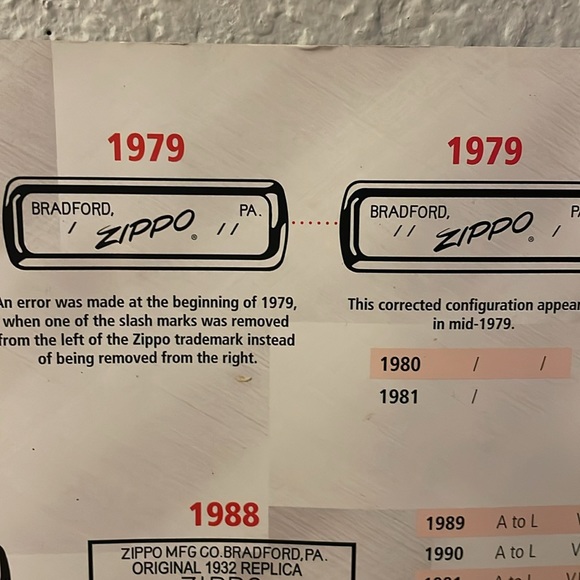 1979
BRADFORD, PA.
/ ZIPPO ® //
An error was made at the beginning of 1979,
when one of the slash marks was removed
from the left of the Zippo trademark instead
of being removed from the right.
1979
BRADFORD,
// ZIPPO ® /
This corrected configuration
in mid-1979.
1980 / /
1981 /
1988
ZIPPO MFG CO. BRADFORD, PA.
ORIGINAL 1932 REPLICA
ZIPPO
1989 A to L
1990 A to L